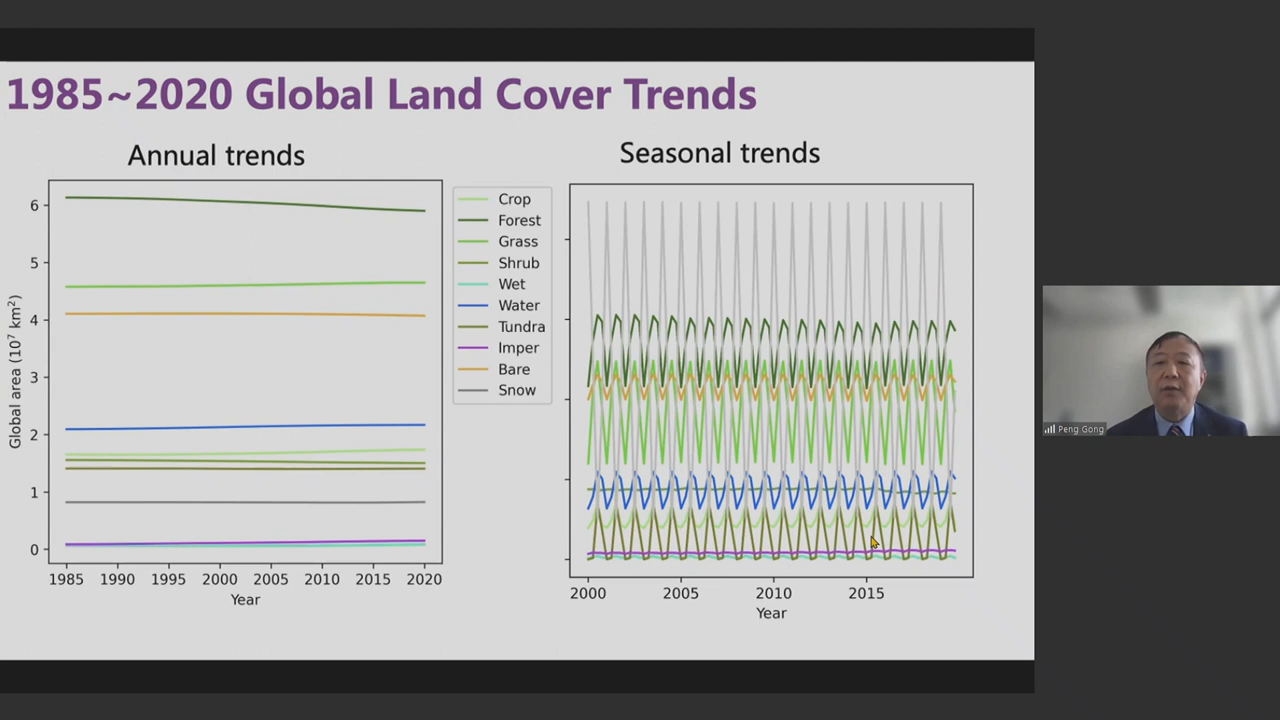 1985~2020 Global Land Cover Trends
Annual trends
Seasonal trends
Global area (10⁷ km²)
6
5
4
3
2
1
0
1985 1990 1995 2000 2005 2010 2015 2020
Year
Crop
Forest
Grass
Shrub
Wet
Water
Tundra
Imper
Bare
Snow
2000 2005 2010 2015
Year
Peng Gong